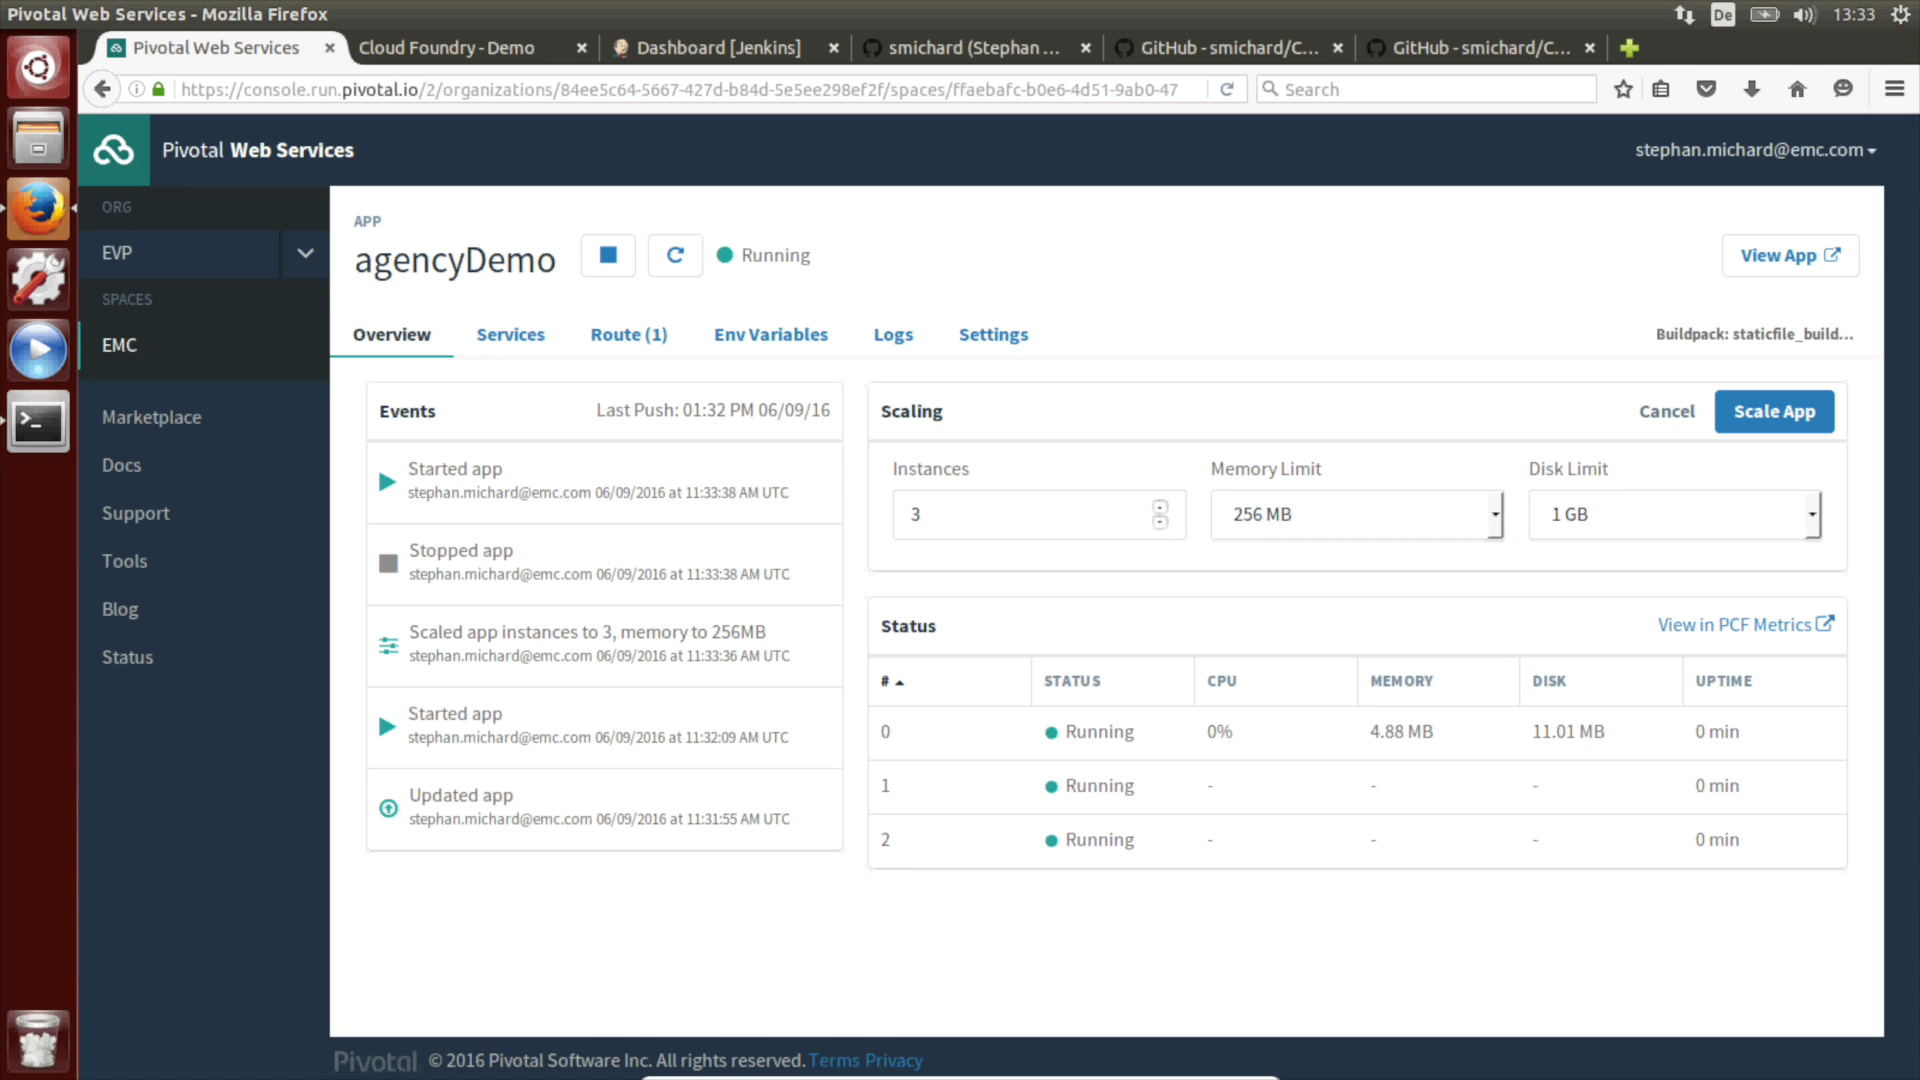 Pivotal Web Services - Mozilla Firefox
De
13:33
Pivotal Web Services
Cloud Foundry - Demo
Dashboard [Jenkins]
smichard (Stephan ...
GitHub - smichard/C...
GitHub - smichard/C...
https://console.run.pivotal.io/2/organizations/84ee5c64-5667-427d-b84d-5e5ee298ef2f/spaces/ffaebafc-b0e6-4d51-9ab0-47
Search
Pivotal Web Services
stephan.michard@emc.com
ORG
EVP
SPACES
EMC
Marketplace
Docs
Support
Tools
Blog
Status
APP
agencyDemo
Running
View App
Overview
Services
Route (1)
Env Variables
Logs
Settings
Buildpack: staticfile_build...
Events
Last Push: 01:32 PM 06/09/16
Started app
stephan.michard@emc.com 06/09/2016 at 11:33:38 AM UTC
Stopped app
stephan.michard@emc.com 06/09/2016 at 11:33:38 AM UTC
Scaled app instances to 3, memory to 256MB
stephan.michard@emc.com 06/09/2016 at 11:33:36 AM UTC
Started app
stephan.michard@emc.com 06/09/2016 at 11:32:09 AM UTC
Updated app
stephan.michard@emc.com 06/09/2016 at 11:31:55 AM UTC
Scaling
Cancel
Scale App
Instances
Memory Limit
Disk Limit
3
256 MB
1 GB
Status
View in PCF Metrics
# STATUS CPU MEMORY DISK UPTIME
0 Running 0% 4.88 MB 11.01 MB 0 min
1 Running - - - 0 min
2 Running - - - 0 min
Pivotal © 2016 Pivotal Software Inc. All rights reserved. Terms Privacy